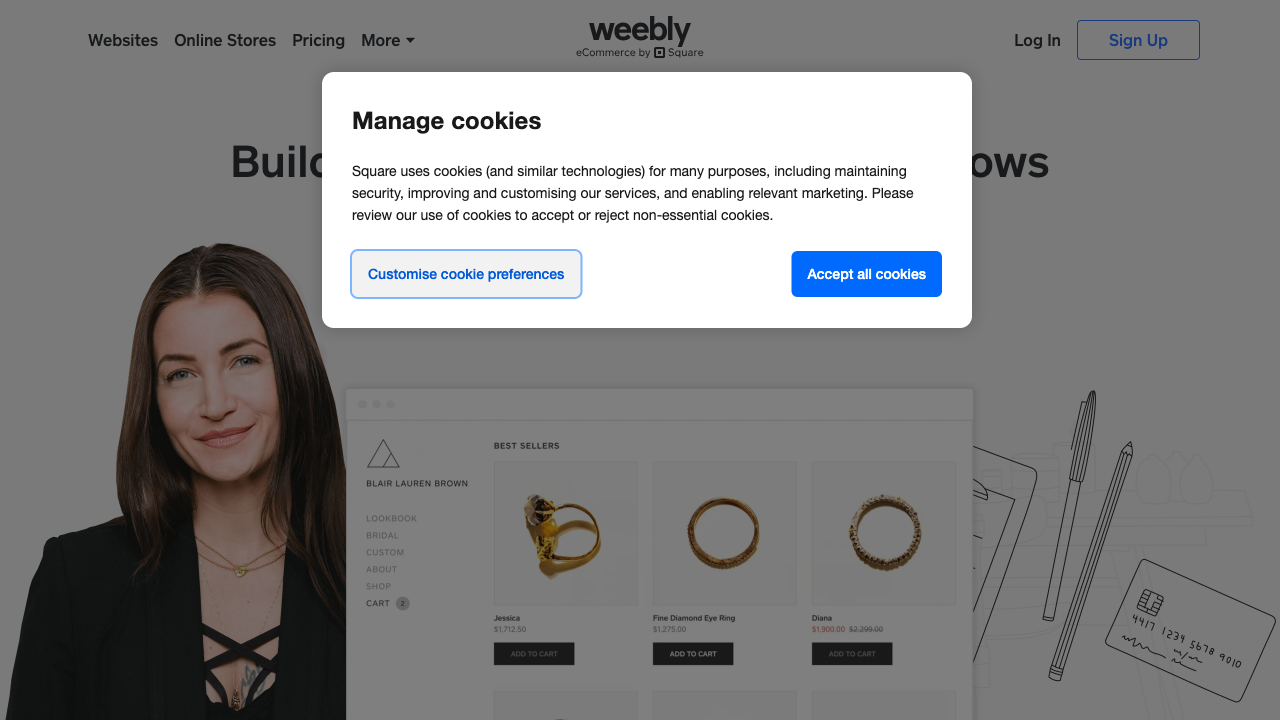 Websites
Online Stores
Pricing
More
weebly
eCommerce by Square
Log In
Sign Up
Manage cookies
Square uses cookies (and similar technologies) for many purposes, including maintaining
security, improving and customising our services, and enabling relevant marketing. Please
review our use of cookies to accept or reject non-essential cookies.
Customise cookie preferences
Accept all cookies
BLAIR LAUREN BROWN
LOOKBOOK
BRIDAL
CUSTOM
ABOUT
SHOP
CART 2
BEST SELLERS
Jessica
$1,712.50
ADD TO CART
Fine Diamond Eye Ring
$1,275.00
ADD TO CART
Diana
$1,900.00 $2,299.00
ADD TO CART
4417 1234 5678 9010